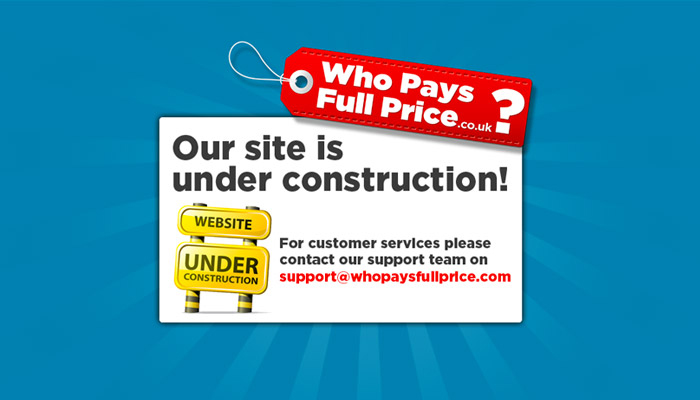 Who Pays
Full Price.co.uk?
Our site is
under construction!
WEBSITE
UNDER
CONSTRUCTION
For customer services please
contact our support team on
support@whopaysfullprice.com